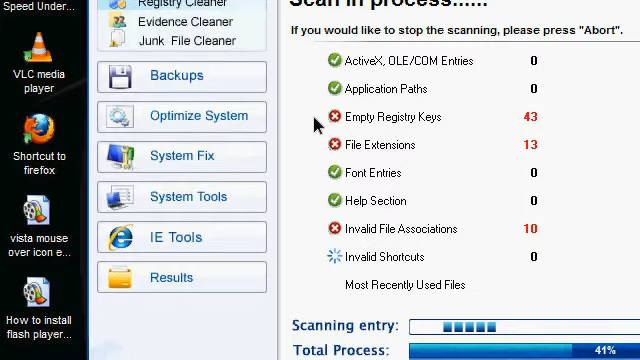 Speed Under...
VLC media
player
Shortcut to
firefox
vista mouse
over icon e...
How to install
flash player...
Registry Cleaner
Evidence Cleaner
Junk File Cleaner
Backups
Optimize System
System Fix
System Tools
IE Tools
Results
Scan in process......
If you would like to stop the scanning, please press "Abort".
ActiveX, OLE/COM Entries 0
Application Paths 0
Empty Registry Keys 43
File Extensions 13
Font Entries 0
Help Section 0
Invalid File Associations 10
Invalid Shortcuts 0
Most Recently Used Files
Scanning entry:
Total Process: 41%